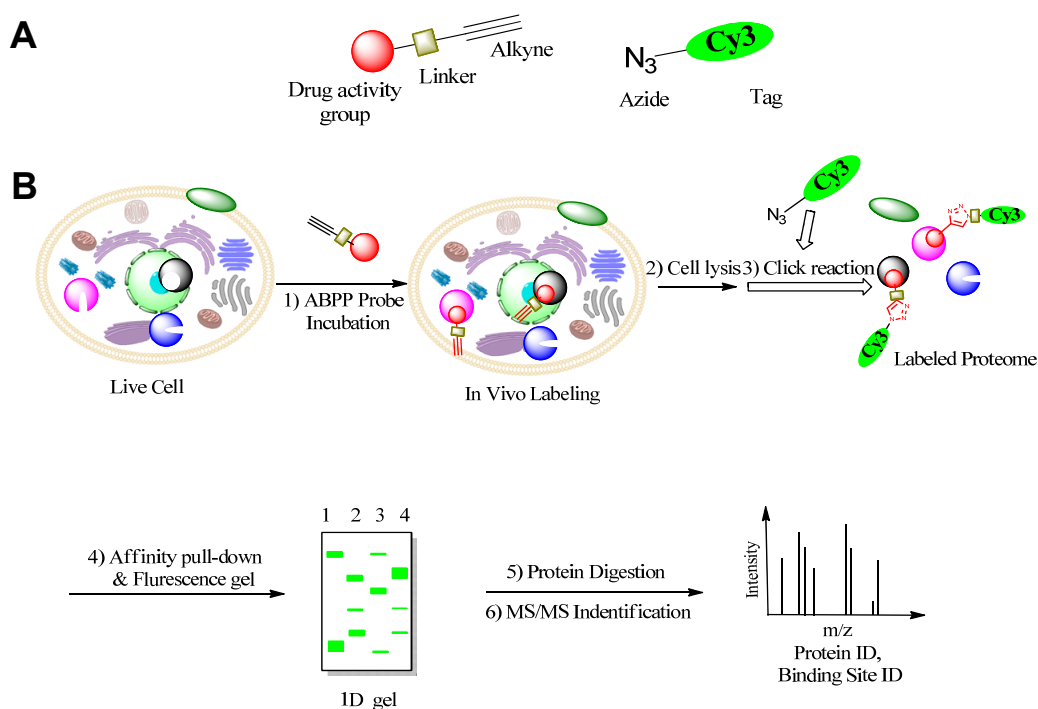 A
Drug activity
group
Linker
Alkyne
N3
Cy3
Azide
Tag
B
Live Cell
1) ABPP Probe
Incubation
In Vivo Labeling
2) Cell lysis
3) Click reaction
N3
Cy3
N
N
N
Cy3
N
N
N
Cy3
Labeled Proteome
4) Affinity pull-down
& Flurescence gel
1 2 3 4
1D gel
5) Protein Digestion
6) MS/MS Indentification
Intensity
m/z
Protein ID,
Binding Site ID